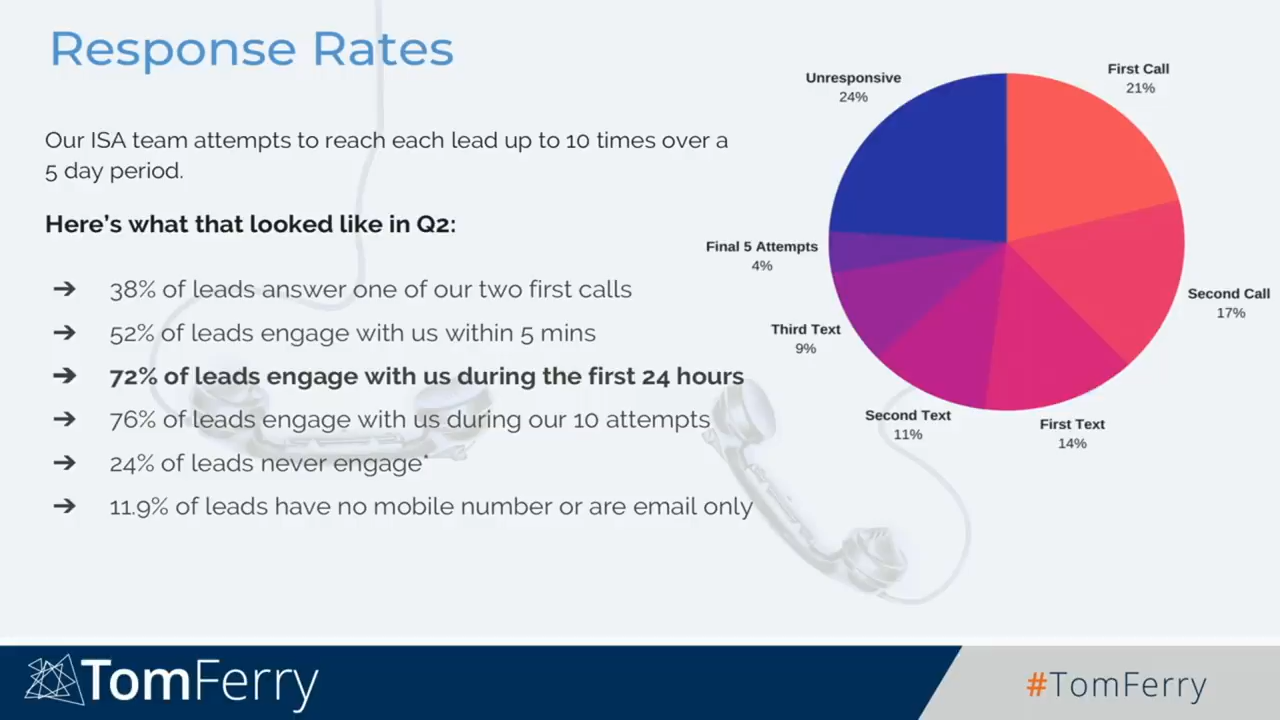 Response Rates
Our ISA team attempts to reach each lead up to 10 times over a
5 day period.
Here's what that looked like in Q2:
➔ 38% of leads answer one of our two first calls
➔ 52% of leads engage with us within 5 mins
➔ 72% of leads engage with us during the first 24 hours
➔ 76% of leads engage with us during our 10 attempts
➔ 24% of leads never engage*
➔ 11.9% of leads have no mobile number or are email only
First Call
21%
Second Call
17%
First Text
14%
Second Text
11%
Third Text
9%
Final 5 Attempts
4%
Unresponsive
24%
TomFerry
#TomFerry